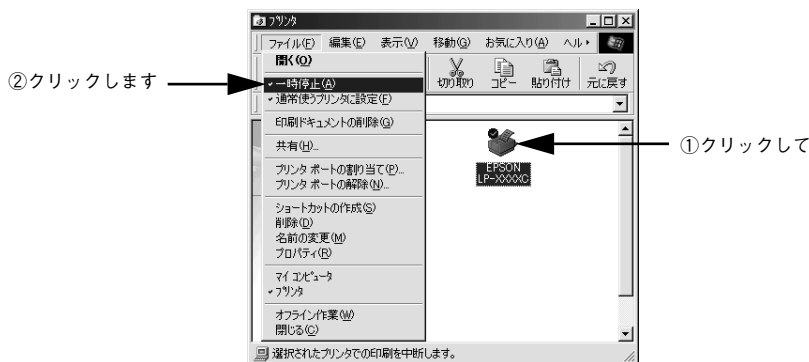 プリンタ
ファイル(F) 編集(E) 表示(V) 移動(G) お気に入り(A) ヘル
開く(O)
一時停止(A)
通常使うプリンタに設定(F)
印刷ドキュメントの削除(G)
共有(H)...
プリンタ ポートの割り当て(P)...
プリンタ ポートの解除(N)...
ショートカットの作成(S)
削除(D)
名前の変更(M)
プロパティ(R)
マイ コンピュータ
プリンタ
オフライン作業(W)
閉じる(C)
切り取り コピー 貼り付け 元に戻す
EPSON
LP-XXXXC
②クリックします
①クリックして
選択されたプリンタでの印刷を中断します。